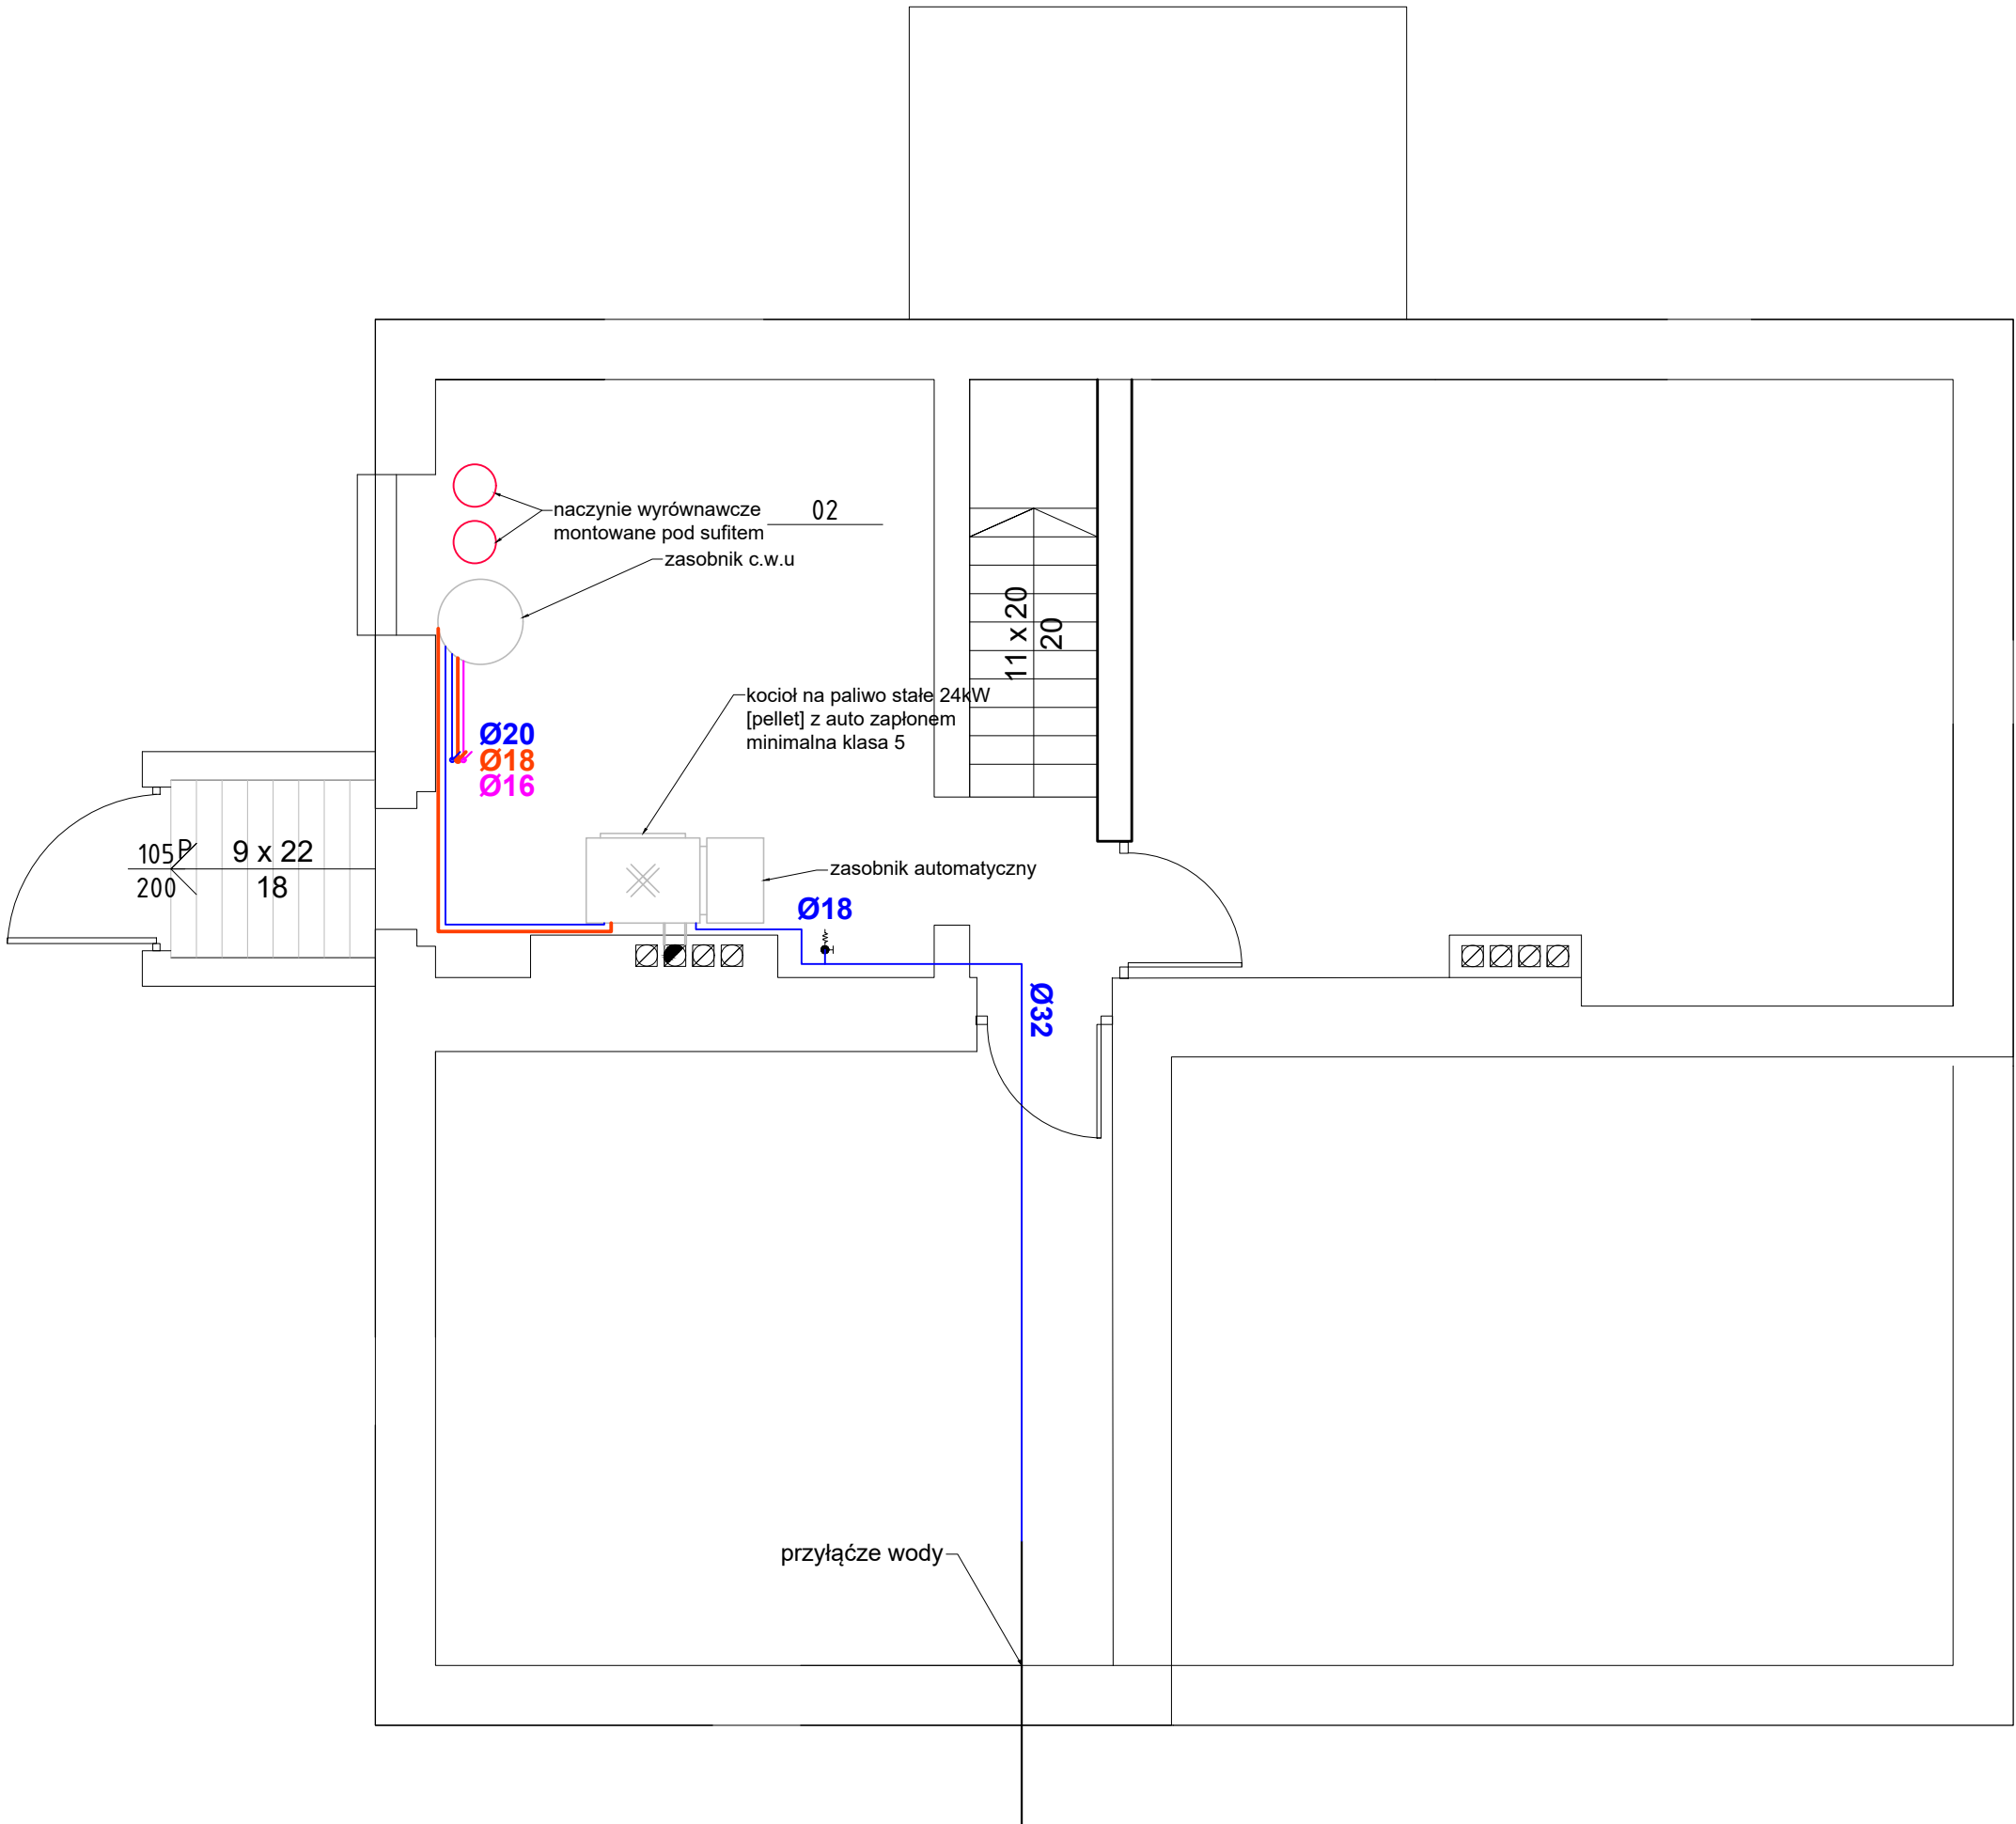 naczynie wyrównawcze
montowane pod sufitem
02
zasobnik c.w.u
11 x 20
20
kocioł na paliwo stałe 24kW
[pellet] z auto zapłonem
minimalna klasa 5
Ø20
Ø18
Ø16
105 P
200
9 x 22
18
zasobnik automatyczny
Ø18
Ø32
przyłąćze wody